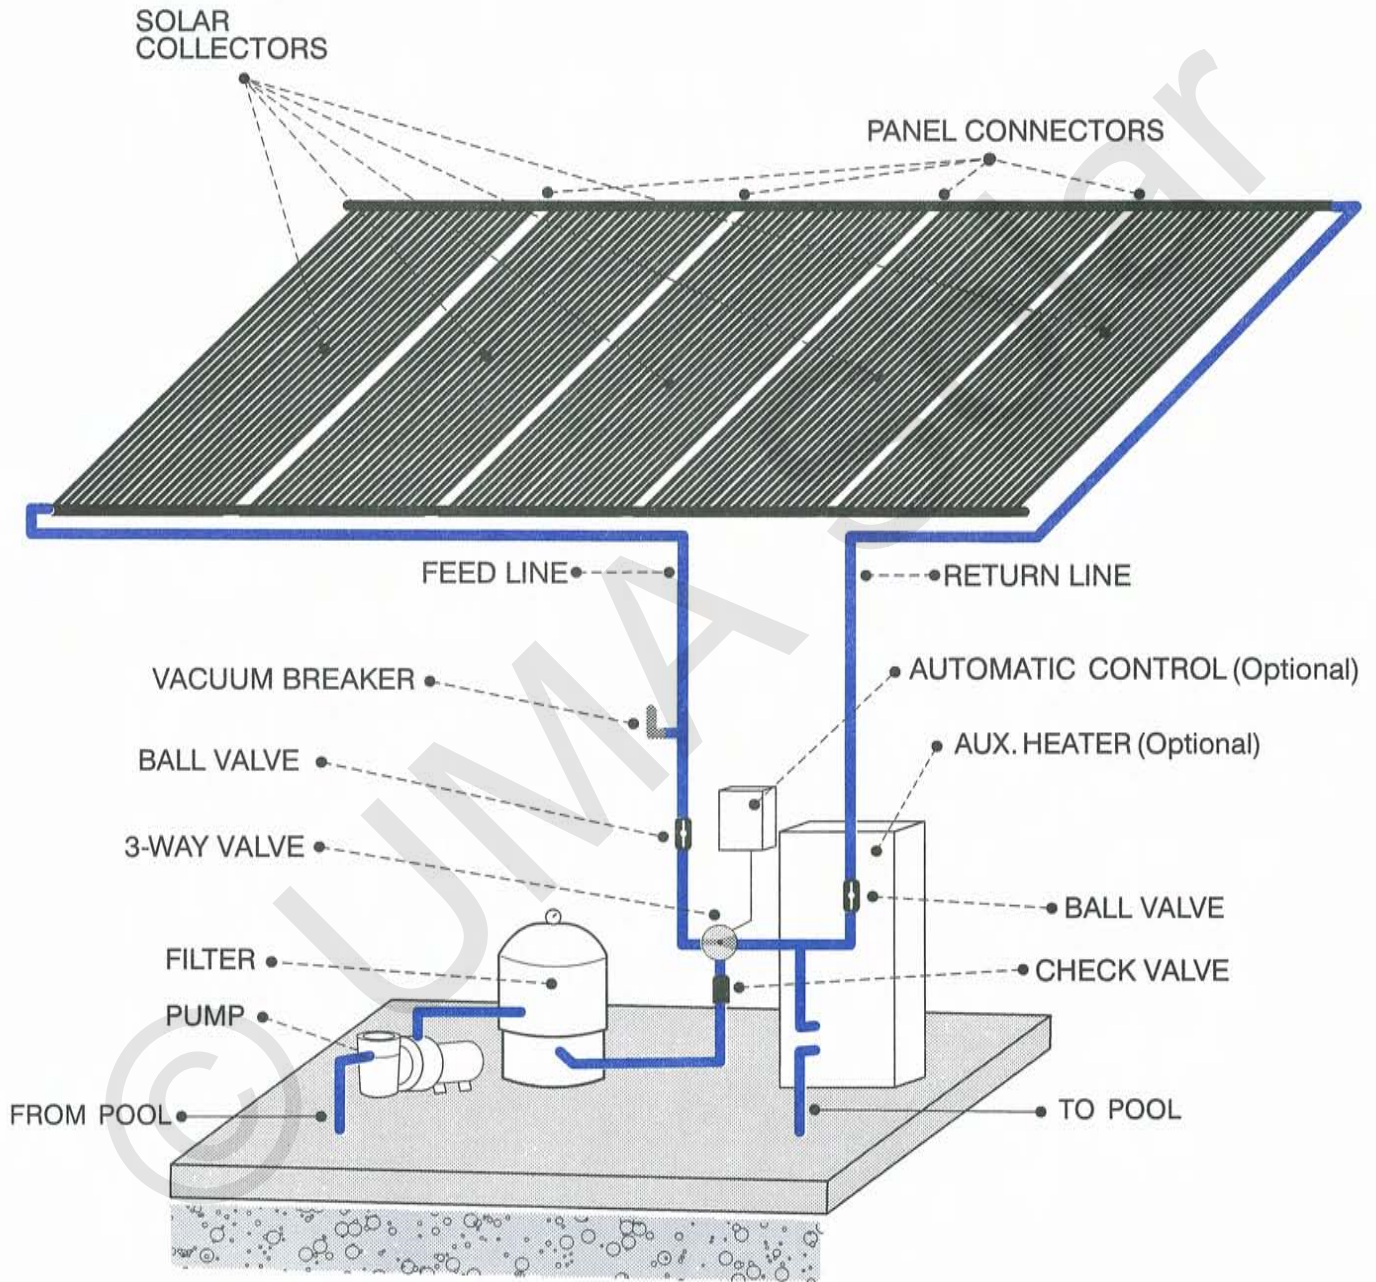 SOLAR
COLLECTORS
PANEL CONNECTORS
FEED LINE
RETURN LINE
VACUUM BREAKER
AUTOMATIC CONTROL (Optional)
BALL VALVE
AUX. HEATER (Optional)
3-WAY VALVE
BALL VALVE
FILTER
CHECK VALVE
PUMP
FROM POOL
TO POOL
© UMA Solar